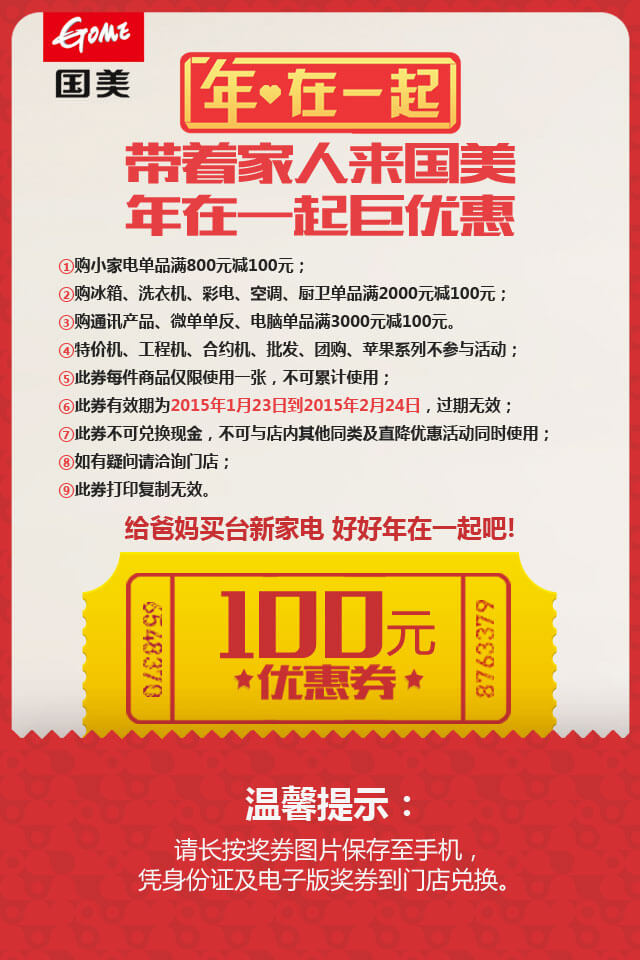 GOME
国美
年在一起
带着家人来国美
年在一起巨优惠
①购小家电单品满800元减100元；
②购冰箱、洗衣机、彩电、空调、厨卫单品满2000元减100元；
③购通讯产品、微单单反、电脑单品满3000元减100元。
④特价机、工程机、合约机、批发、团购、苹果系列不参与活动；
⑤此券每件商品仅限使用一张，不可累计使用；
⑥此券有效期为2015年1月23日到2015年2月24日，过期无效；
⑦此券不可兑换现金，不可与店内其他同类及直降优惠活动同时使用；
⑧如有疑问请洽询门店；
⑨此券打印复制无效。
给爸妈买台新家电 好好年在一起吧!
6548370
100元
★优惠券★
8763379
温馨提示：
请长按奖券图片保存至手机，
凭身份证及电子版奖券到门店兑换。